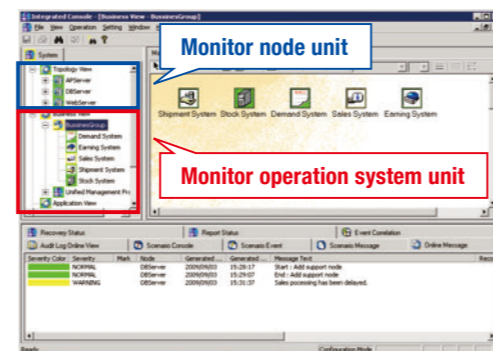 Integrated Console - [Business View - BussinesGroup]
File View Operation Setting Window
System
Monitor node unit
Topology View
APServer
DBServer
WebServer
Business View
BussinesGroup
Demand System
Earning System
Sales System
Shipment System
Stock System
Unified Management Pro
Application View
Shipment System Stock System Demand System Sales System Earning System
Monitor operation system unit
Recovery Status Report Status Event Correlation
Audit Log Online View Scenario Console Scenario Event Scenario Message Online Message
Severity Color Severity Mark Node Generated ... Generated ... Message Text
NORMAL DBServer 2009/09/03 15:28:17 Start : Add support node
NORMAL DBServer 2009/09/03 15:29:07 End : Add support node
WARNING DBServer 2009/09/03 15:31:37 Sales pocessing has been delayed.
Ready Configuration Mode